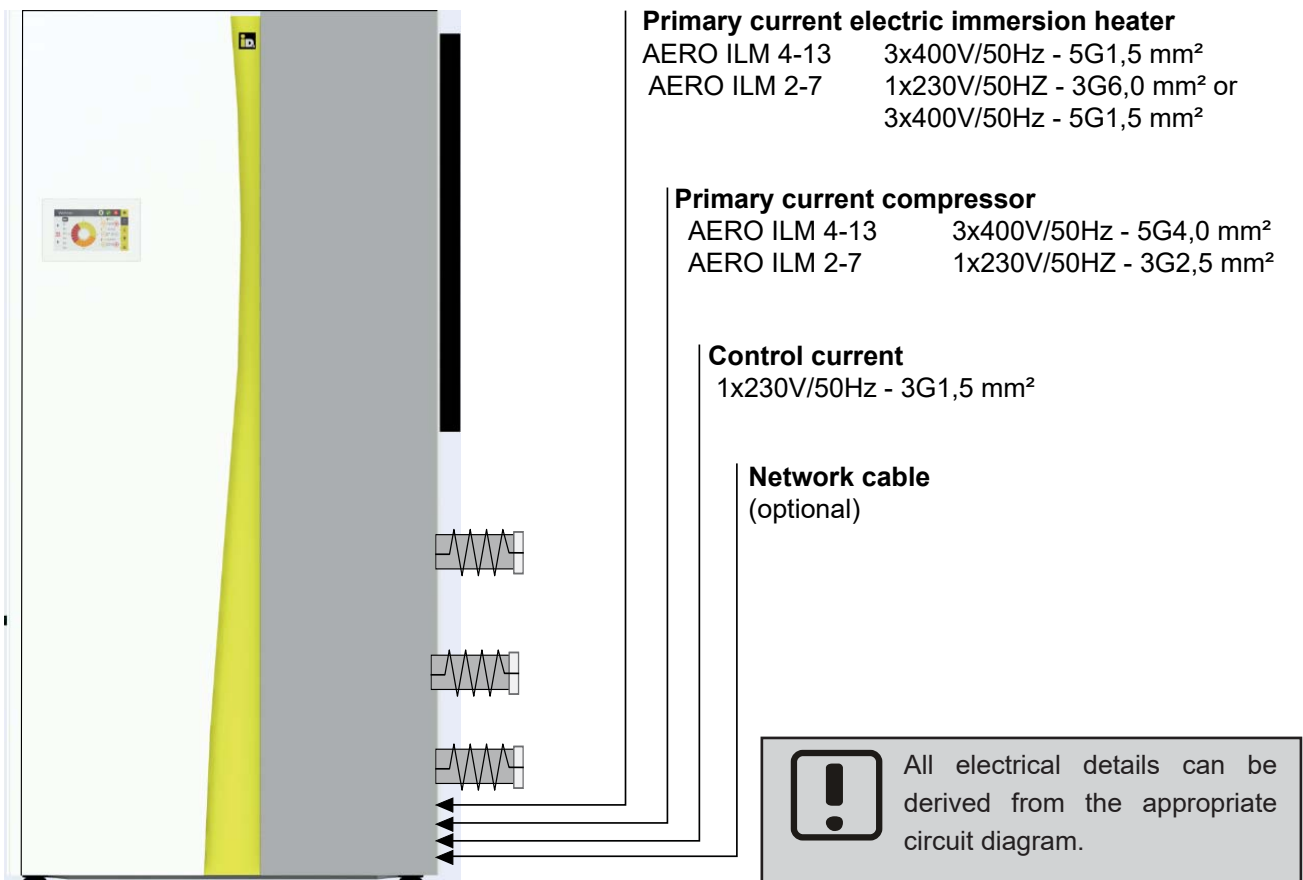 iD
Primary current electric immersion heater
AERO ILM 4-13 3x400V/50Hz - 5G1,5 mm²
AERO ILM 2-7 1x230V/50HZ - 3G6,0 mm² or
3x400V/50Hz - 5G1,5 mm²
Primary current compressor
AERO ILM 4-13 3x400V/50Hz - 5G4,0 mm²
AERO ILM 2-7 1x230V/50HZ - 3G2,5 mm²
Control current
1x230V/50Hz - 3G1,5 mm²
Network cable
(optional)
All electrical details can be
derived from the appropriate
circuit diagram.